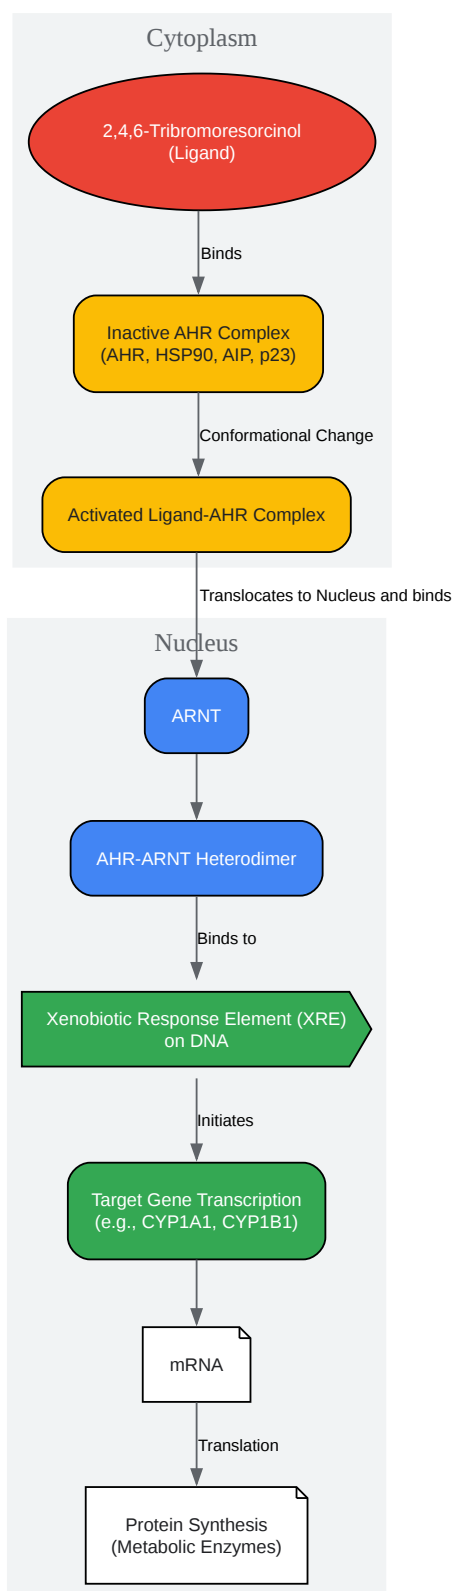 Cytoplasm
2,4,6-Tribromoresorcinol
(Ligand)
Binds
Inactive AHR Complex
(AHR, HSP90, AIP, p23)
Conformational Change
Activated Ligand-AHR Complex
Translocates to Nucleus and binds
Nucleus
ARNT
AHR-ARNT Heterodimer
Binds to
Xenobiotic Response Element (XRE)
on DNA
Initiates
Target Gene Transcription
(e.g., CYP1A1, CYP1B1)
mRNA
Translation
Protein Synthesis
(Metabolic Enzymes)